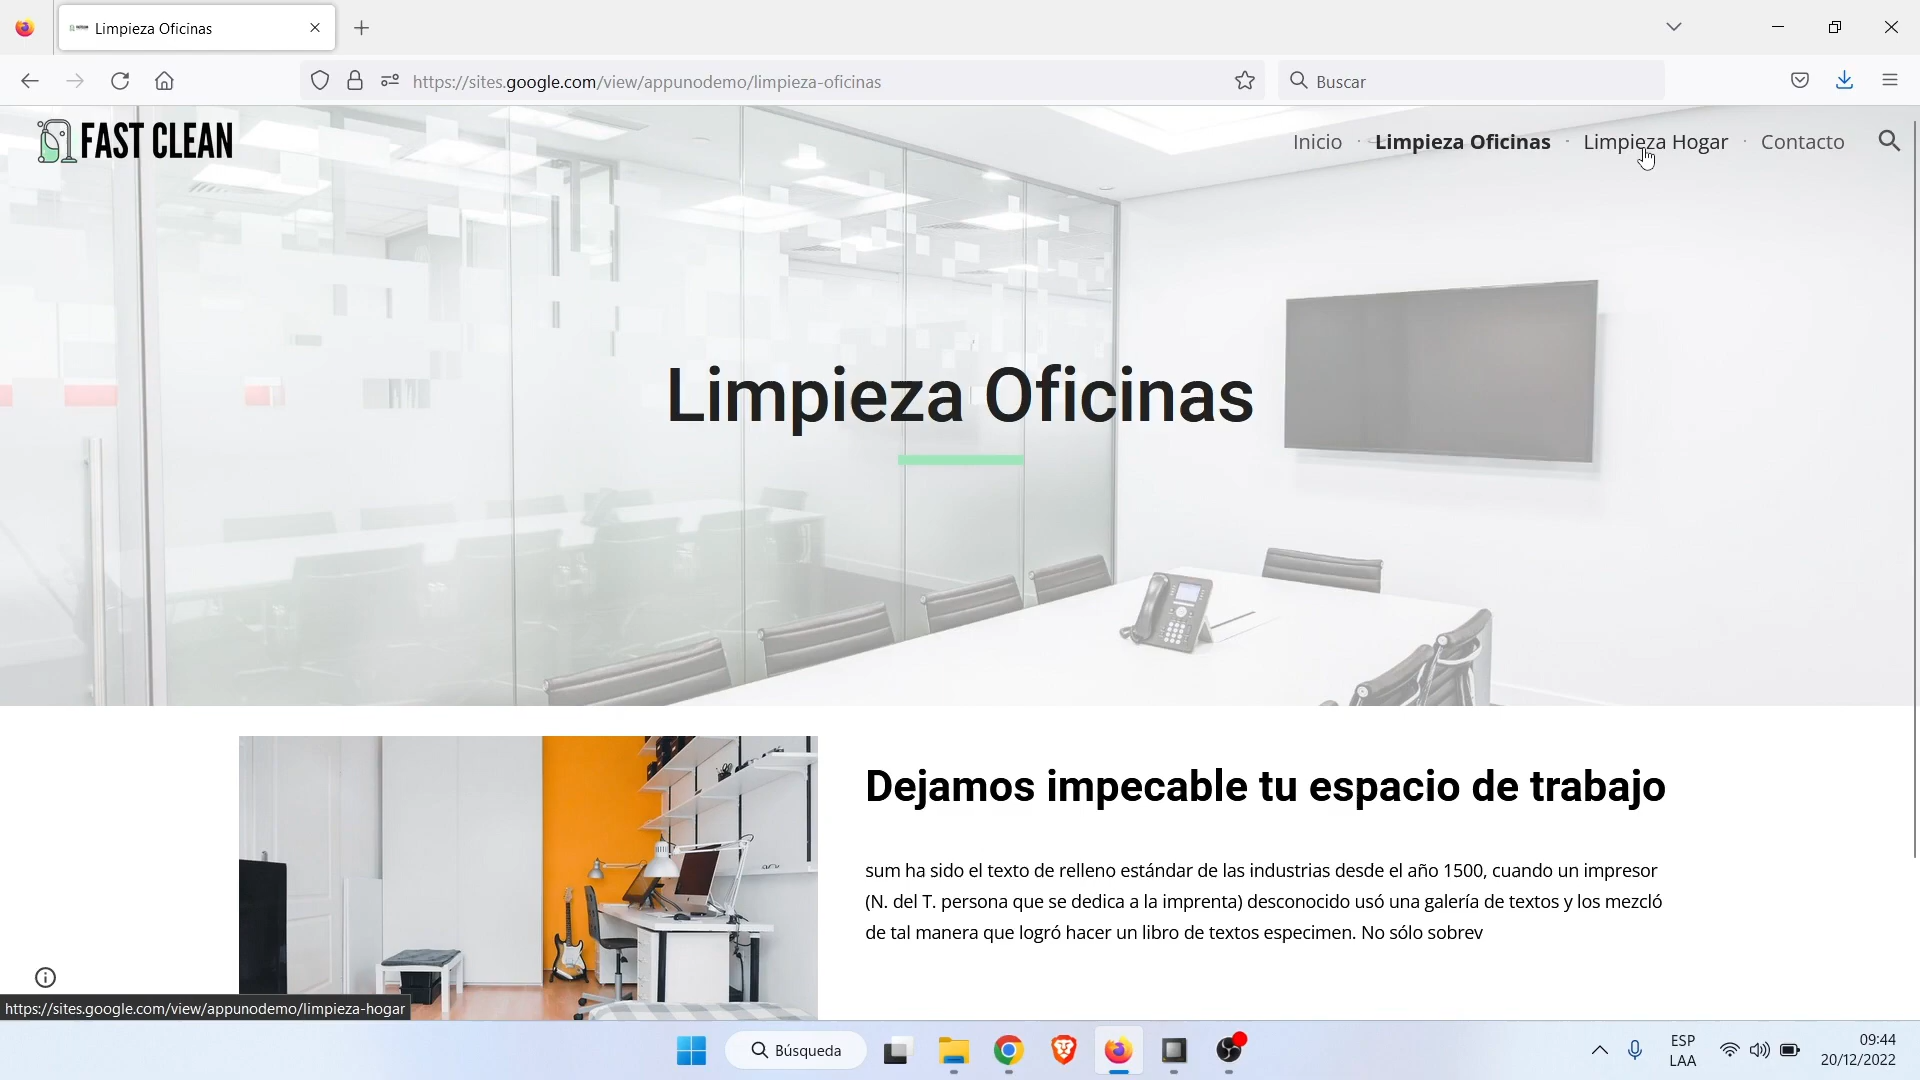 Limpieza Oficinas
https://sites.google.com/view/appunodemo/limpieza-oficinas
Buscar
FAST CLEAN
Inicio · Limpieza Oficinas · Limpieza Hogar · Contacto
Limpieza Oficinas
Dejamos impecable tu espacio de trabajo
sum ha sido el texto de relleno estándar de las industrias desde el año 1500, cuando un impresor
(N. del T. persona que se dedica a la imprenta) desconocido usó una galería de textos y los mezcló
de tal manera que logró hacer un libro de textos especimen. No sólo sobrev
https://sites.google.com/view/appunodemo/limpieza-hogar
Búsqueda
ESP
LAA
09:44
20/12/2022